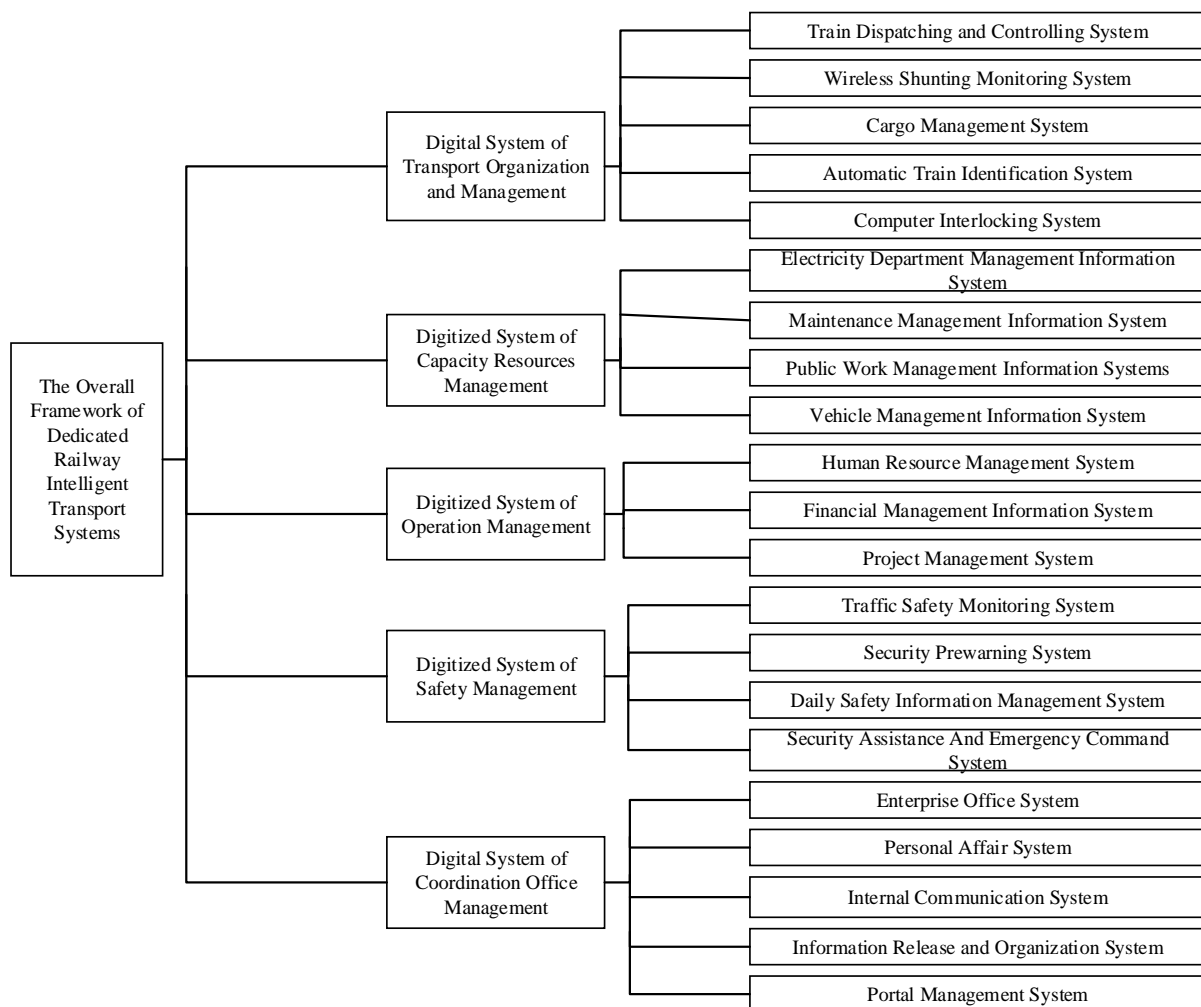 The Overall
Framework of
Dedicated
Railway
Intelligent
Transport
Systems
Digital System of
Transport Organization
and Management
Train Dispatching and Controlling System
Wireless Shunting Monitoring System
Cargo Management System
Automatic Train Identification System
Computer Interlocking System
Digitized System of
Capacity Resources
Management
Electricity Department Management Information
System
Maintenance Management Information System
Public Work Management Information Systems
Vehicle Management Information System
Digitized System of
Operation Management
Human Resource Management System
Financial Management Information System
Project Management System
Digitized System of
Safety Management
Traffic Safety Monitoring System
Security Prewarning System
Daily Safety Information Management System
Security Assistance And Emergency Command
System
Digital System of
Coordination Office
Management
Enterprise Office System
Personal Affair System
Internal Communication System
Information Release and Organization System
Portal Management System